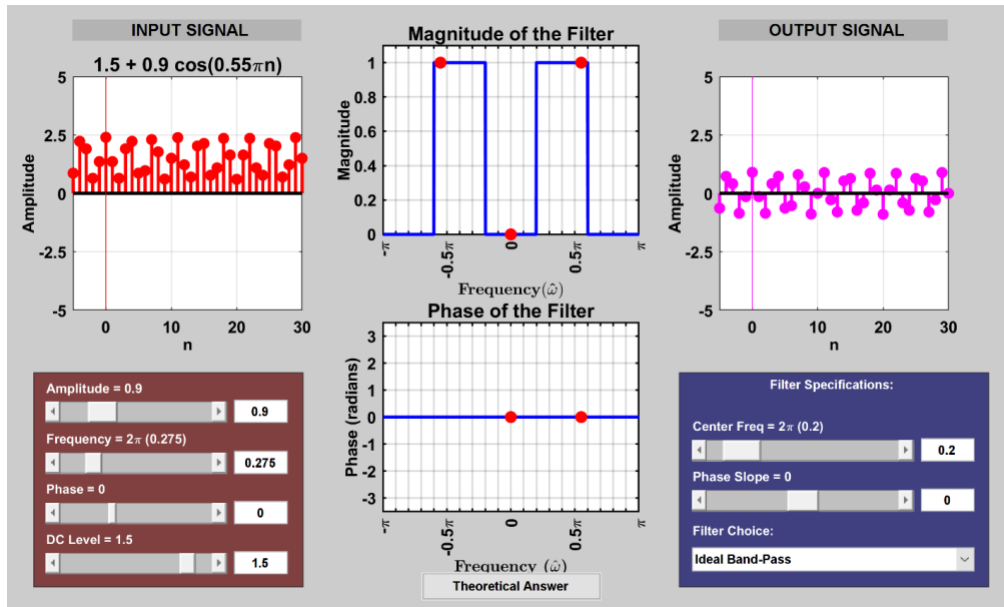 INPUT SIGNAL
1.5 + 0.9 cos(0.55πn)
5
2.5
0
-2.5
-5
Amplitude
0
10
20
30
n
Magnitude of the Filter
1
0.8
0.6
0.4
0.2
0
Magnitude
-π
-0.5π
0
0.5π
π
Frequency(ω̂)
Phase of the Filter
3
2
1
0
-1
-2
-3
Phase (radians)
-π
-0.5π
0
0.5π
π
Frequency (ω̂)
Theoretical Answer
OUTPUT SIGNAL
5
2.5
0
-2.5
-5
Amplitude
0
10
20
30
n
Amplitude = 0.9
0.9
Frequency = 2π (0.275)
0.275
Phase = 0
0
DC Level = 1.5
1.5
Filter Specifications:
Center Freq = 2π (0.2)
0.2
Phase Slope = 0
0
Filter Choice:
Ideal Band-Pass